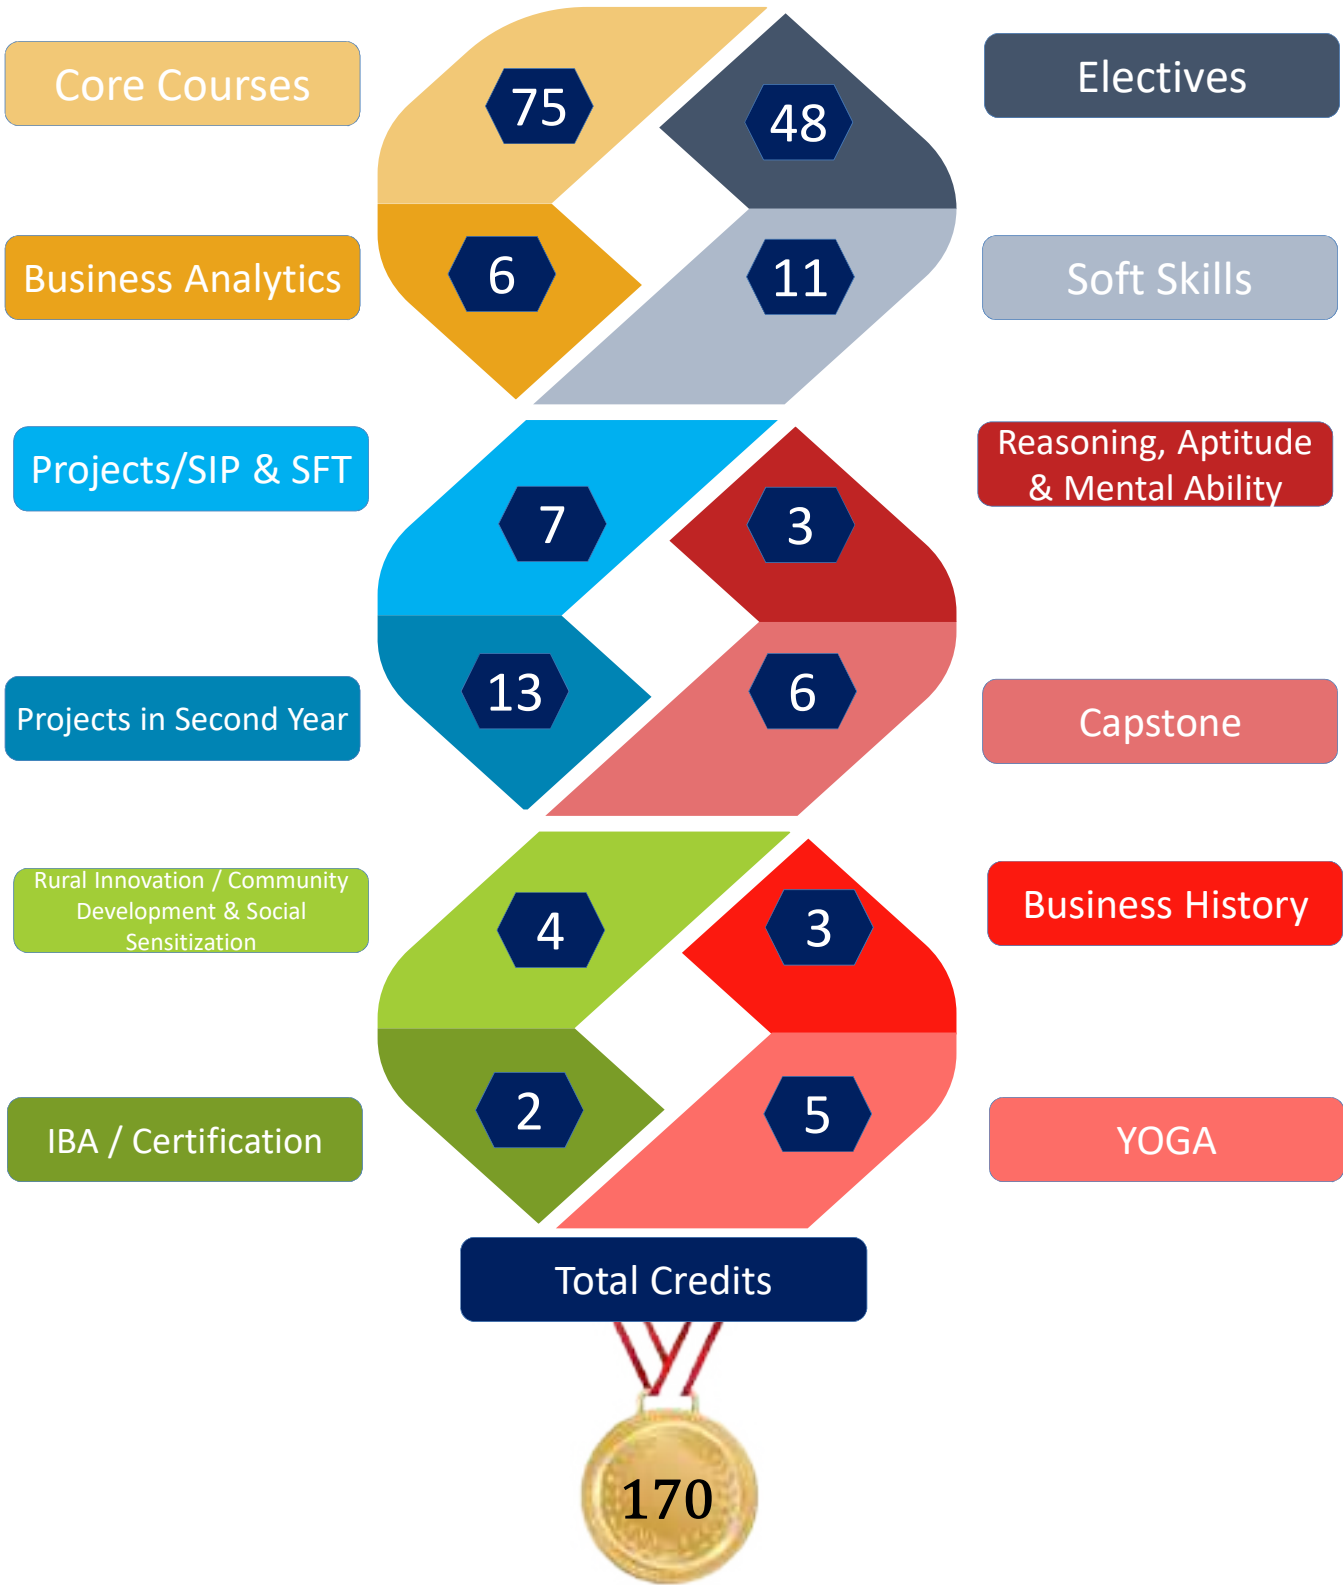 Core Courses
75
48
Electives
Business Analytics
6
11
Soft Skills
Projects/SIP & SFT
7
3
Reasoning, Aptitude
& Mental Ability
Projects in Second Year
13
6
Capstone
Rural Innovation / Community
Development & Social
Sensitization
4
3
Business History
IBA / Certification
2
5
YOGA
Total Credits
170